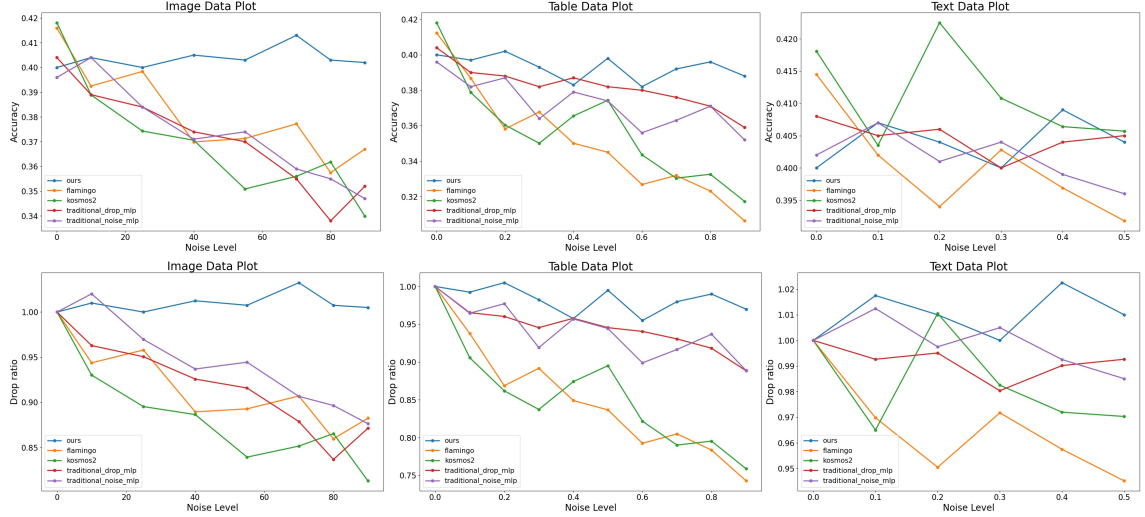 Image Data Plot
Accuracy
0.42
0.41
0.40
0.39
0.38
0.37
0.36
0.35
0.34
ours
flamingo
kosmos2
traditional_drop_mlp
traditional_noise_mlp
0 20 40 60 80
Noise Level
Table Data Plot
Accuracy
0.42
0.40
0.38
0.36
0.34
0.32
ours
flamingo
kosmos2
traditional_drop_mlp
traditional_noise_mlp
0.0 0.2 0.4 0.6 0.8
Noise Level
Text Data Plot
Accuracy
0.420
0.415
0.410
0.405
0.400
0.395
ours
flamingo
kosmos2
traditional_drop_mlp
traditional_noise_mlp
0.0 0.1 0.2 0.3 0.4 0.5
Noise Level
Image Data Plot
Drop ratio
1.00
0.95
0.90
0.85
ours
flamingo
kosmos2
traditional_drop_mlp
traditional_noise_mlp
0 20 40 60 80
Noise Level
Table Data Plot
Drop ratio
1.00
0.95
0.90
0.85
0.80
0.75
ours
flamingo
kosmos2
traditional_drop_mlp
traditional_noise_mlp
0.0 0.2 0.4 0.6 0.8
Noise Level
Text Data Plot
Drop ratio
1.02
1.01
1.00
0.99
0.98
0.97
0.96
0.95
ours
flamingo
kosmos2
traditional_drop_mlp
traditional_noise_mlp
0.0 0.1 0.2 0.3 0.4 0.5
Noise Level